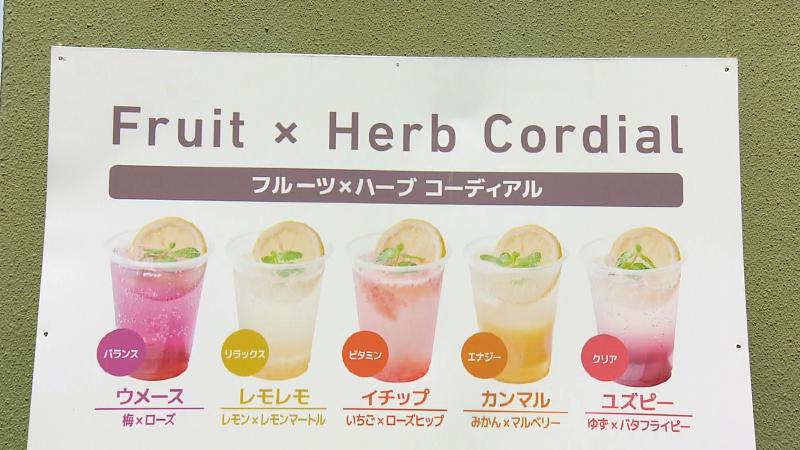 Fruit × Herb Cordial
フルーツ×ハーブ コーディアル
バランス
リラックス
ビタミン
エナジー
クリア
ウメース
レモレモ
イチップ
カンマル
ユズピー
梅×ローズ
レモン×レモンマートル
いちご×ローズヒップ
みかん×マルベリー
ゆず×バタフライピー